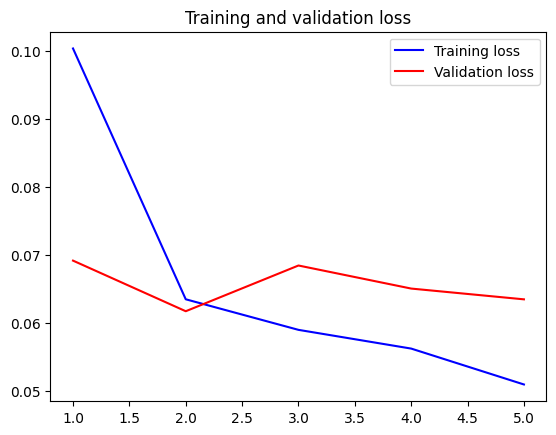 Training and validation loss
Training loss
Validation loss
0.10
0.09
0.08
0.07
0.06
0.05
1.0 1.5 2.0 2.5 3.0 3.5 4.0 4.5 5.0